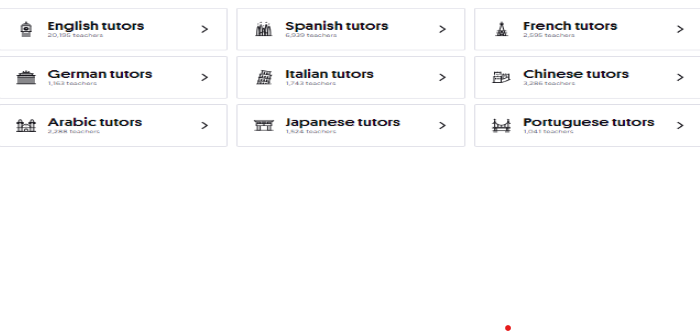 English tutors
20,195 teachers
Spanish tutors
6,939 teachers
French tutors
2,595 teachers
German tutors
1,163 teachers
Italian tutors
1,743 teachers
Chinese tutors
3,286 teachers
Arabic tutors
2,288 teachers
Japanese tutors
1,524 teachers
Portuguese tutors
1,041 teachers